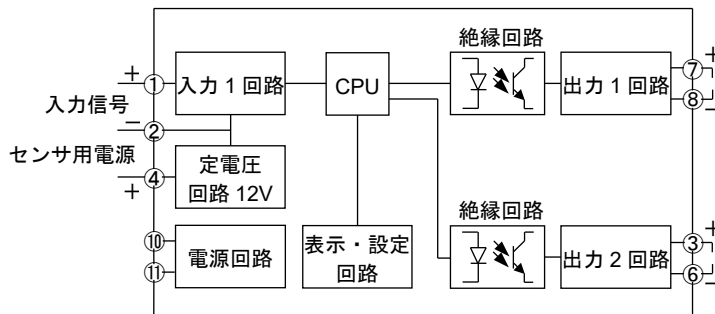 絶縁回路
+
①
入力 1 回路
CPU
出力 1 回路
⑦
+
⑧
−
入力信号
−
②
センサ用電源
④
+
定電圧
回路 12V
⑩
⑪
電源回路
表示・設定
回路
絶縁回路
出力 2 回路
③
+
⑥
−